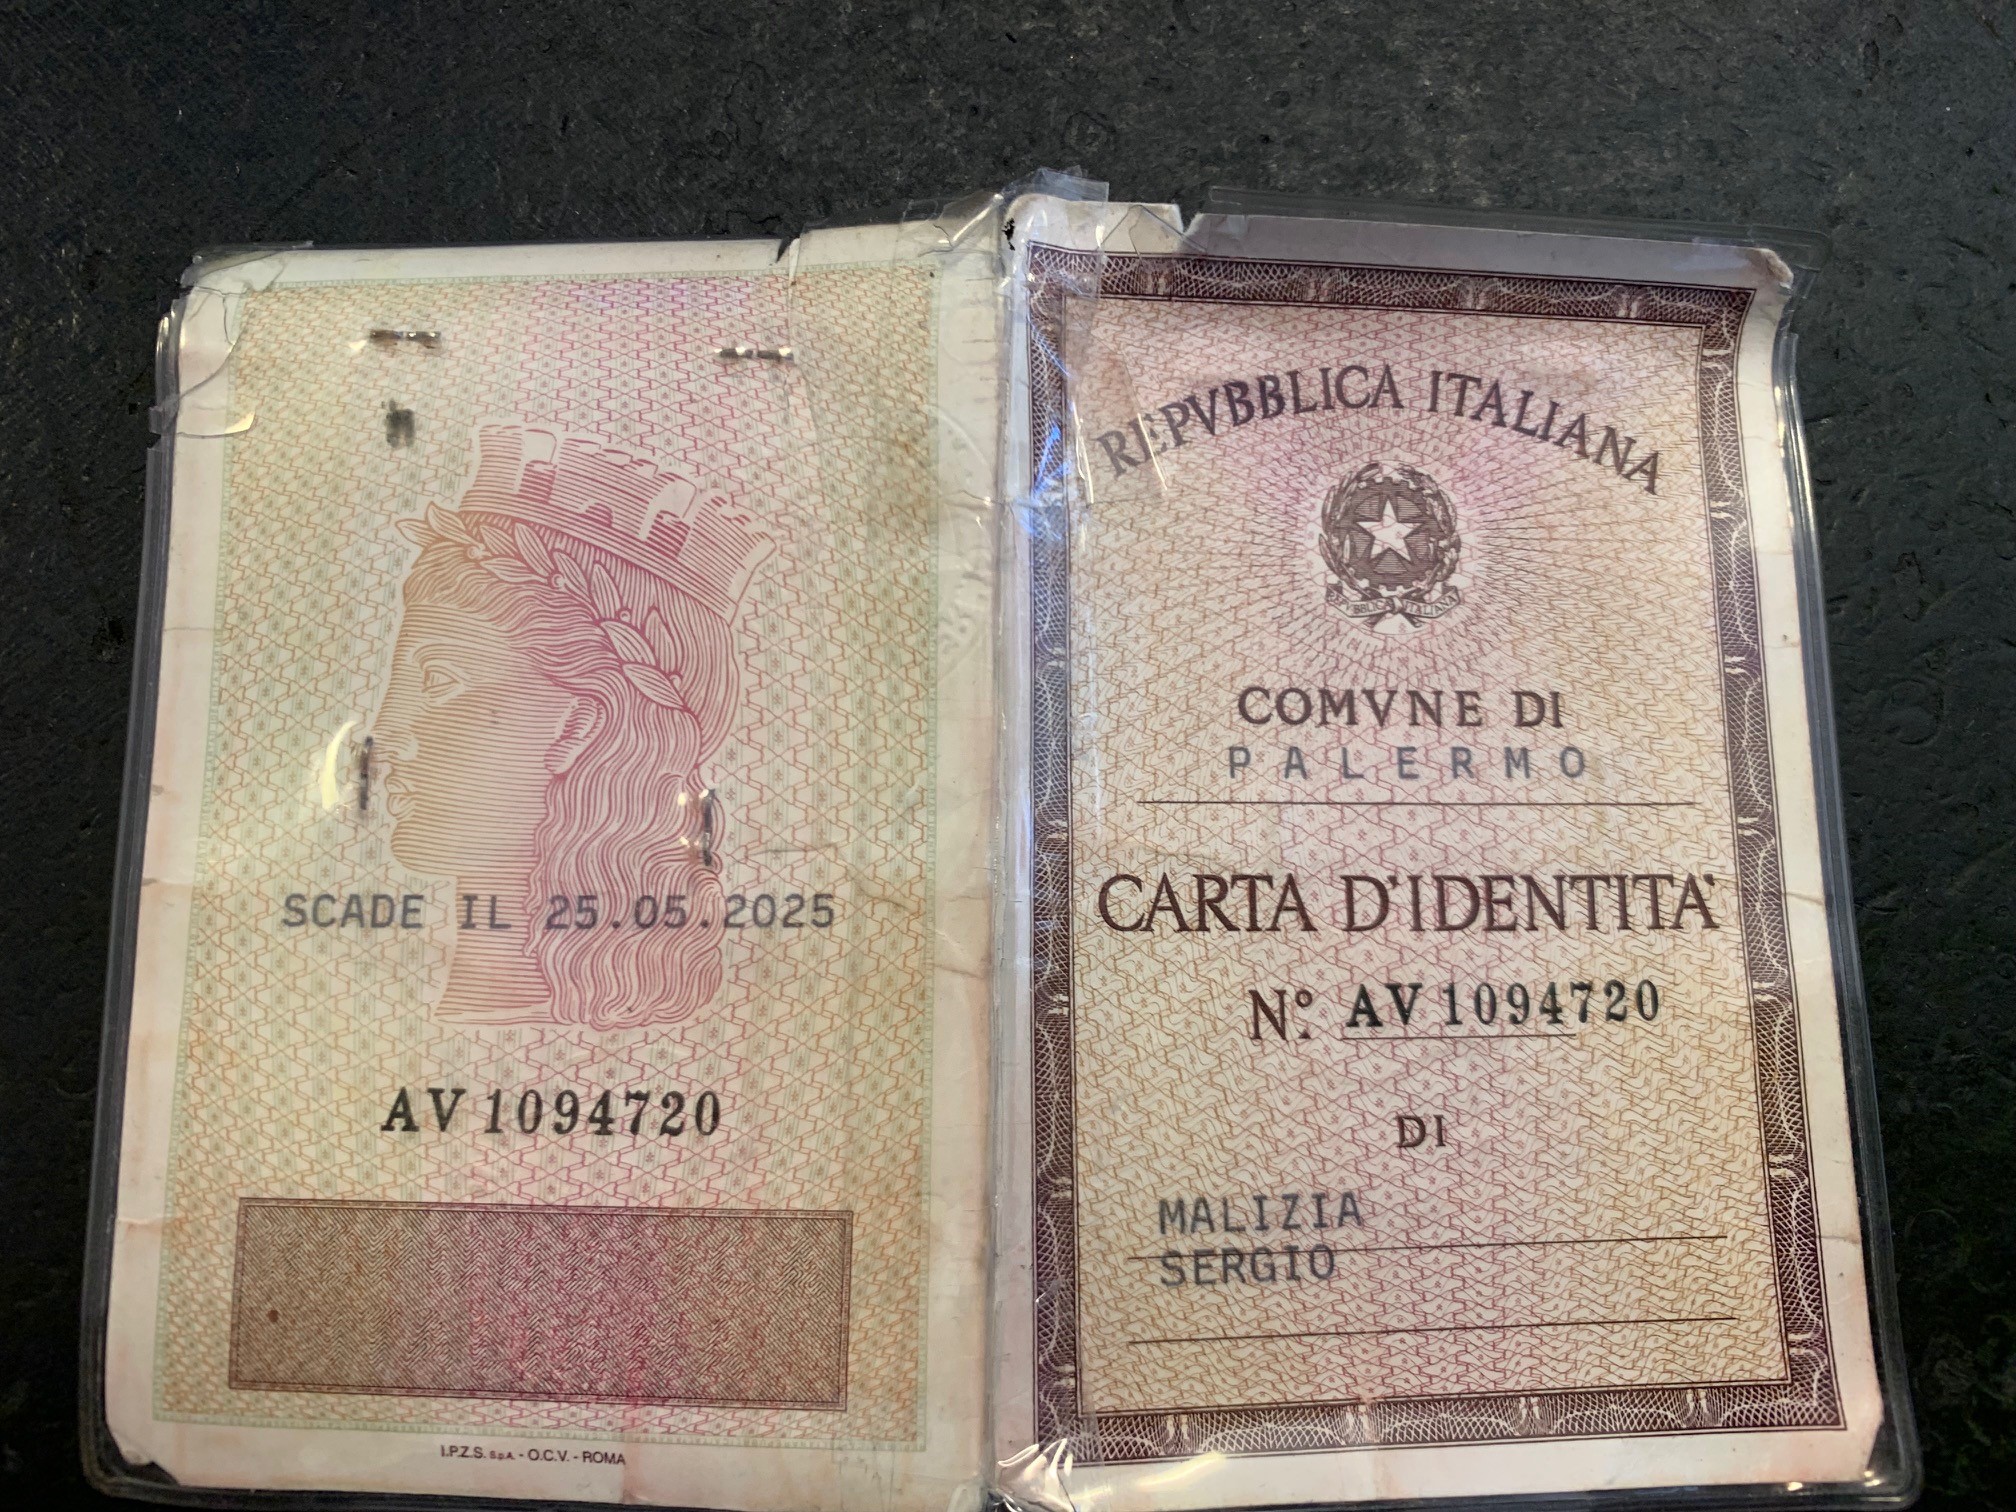 SCADE IL 25.05.2025
AV 1094720
I.P.Z.S. S.p.A. - O.C.V. - ROMA
REPVBBLICA ITALIANA
REPVBBLICA ITALIANA
COMVNE DI
PALERMO
CARTA D'IDENTITA'
N° AV 1094720
DI
MALIZIA
SERGIO